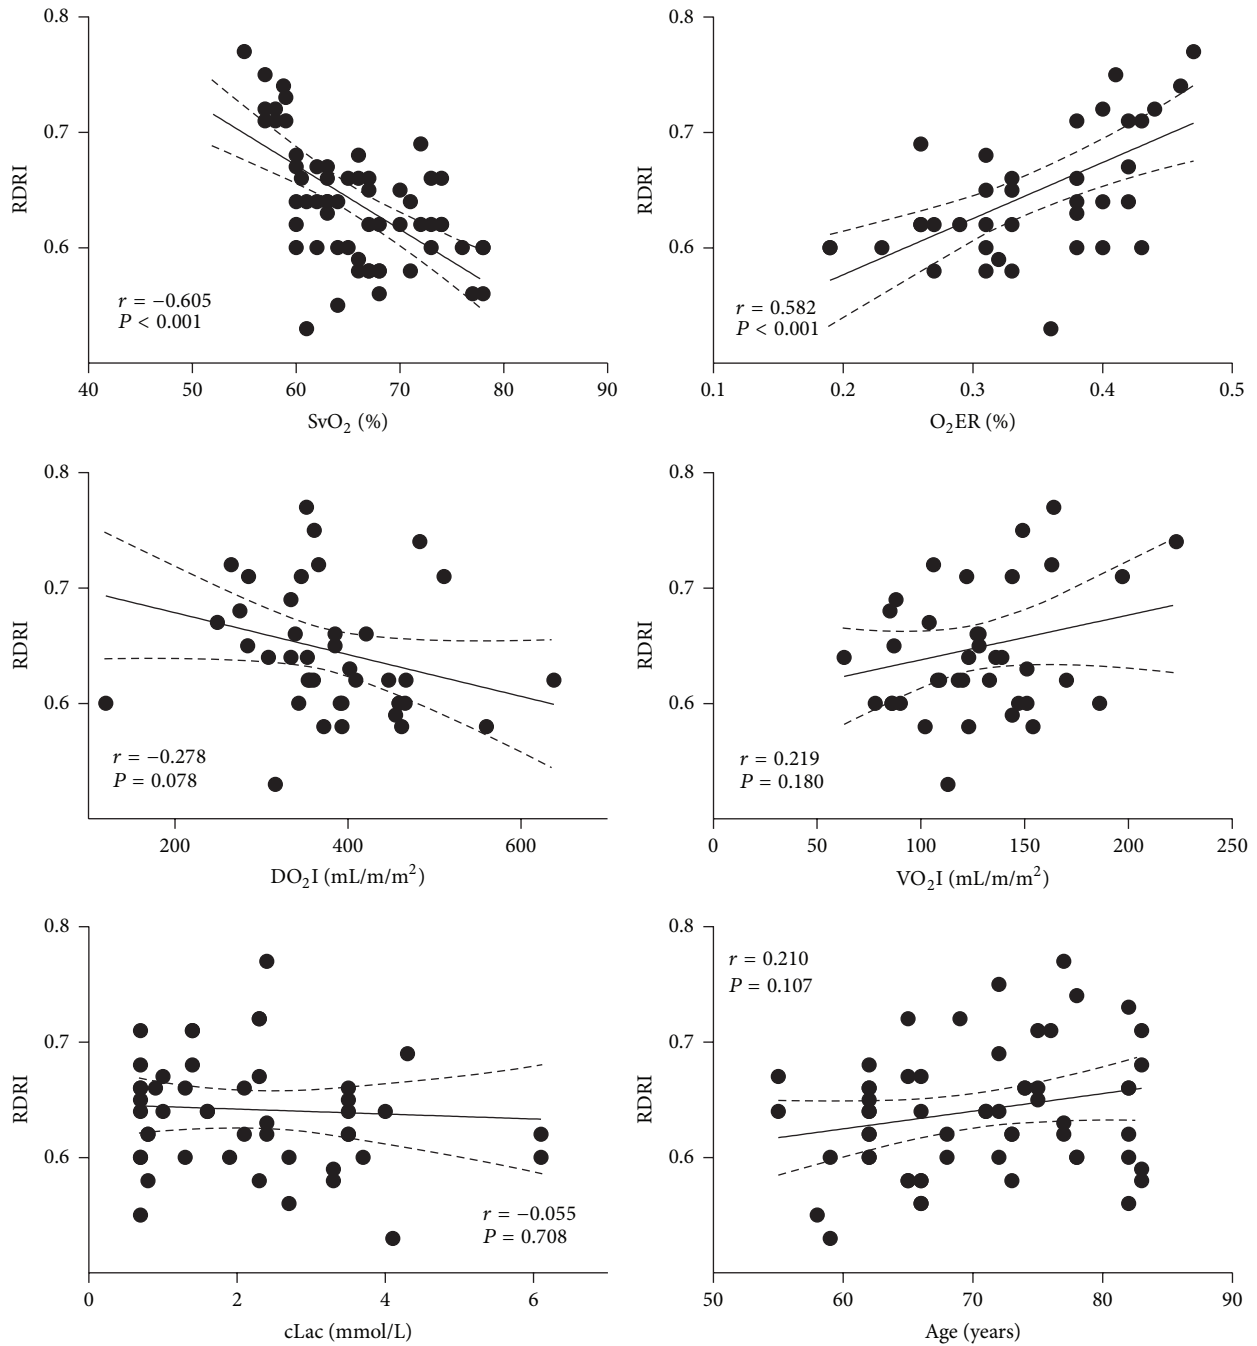 0.8
0.7
0.6
RDRI
r = −0.605
P < 0.001
40 50 60 70 80 90
SvO₂ (%)
0.8
0.7
0.6
RDRI
r = 0.582
P < 0.001
0.1 0.2 0.3 0.4 0.5
O₂ER (%)
0.8
0.7
0.6
RDRI
r = −0.278
P = 0.078
200 400 600
DO₂I (mL/m/m²)
0.8
0.7
0.6
RDRI
r = 0.219
P = 0.180
0 50 100 150 200 250
VO₂I (mL/m/m²)
0.8
0.7
0.6
RDRI
r = −0.055
P = 0.708
0 2 4 6
cLac (mmol/L)
0.8
0.7
0.6
RDRI
r = 0.210
P = 0.107
50 60 70 80 90
Age (years)